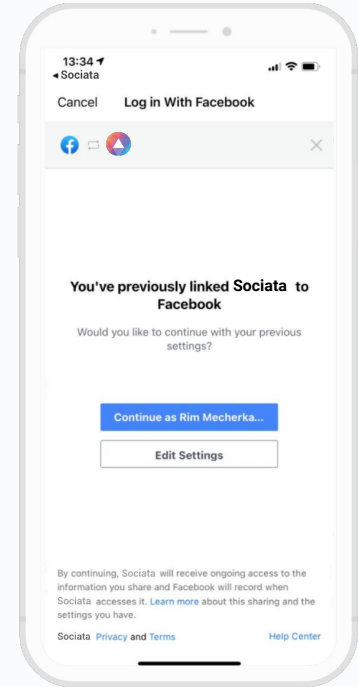 13:34
◂ Sociata
Cancel Log in With Facebook
You've previously linked Sociata to
Facebook
Would you like to continue with your previous
settings?
Continue as Rim Mecherka...
Edit Settings
By continuing, Sociata will receive ongoing access to the
information you share and Facebook will record when
Sociata accesses it. Learn more about this sharing and the
settings you have.
Sociata Privacy and Terms Help Center